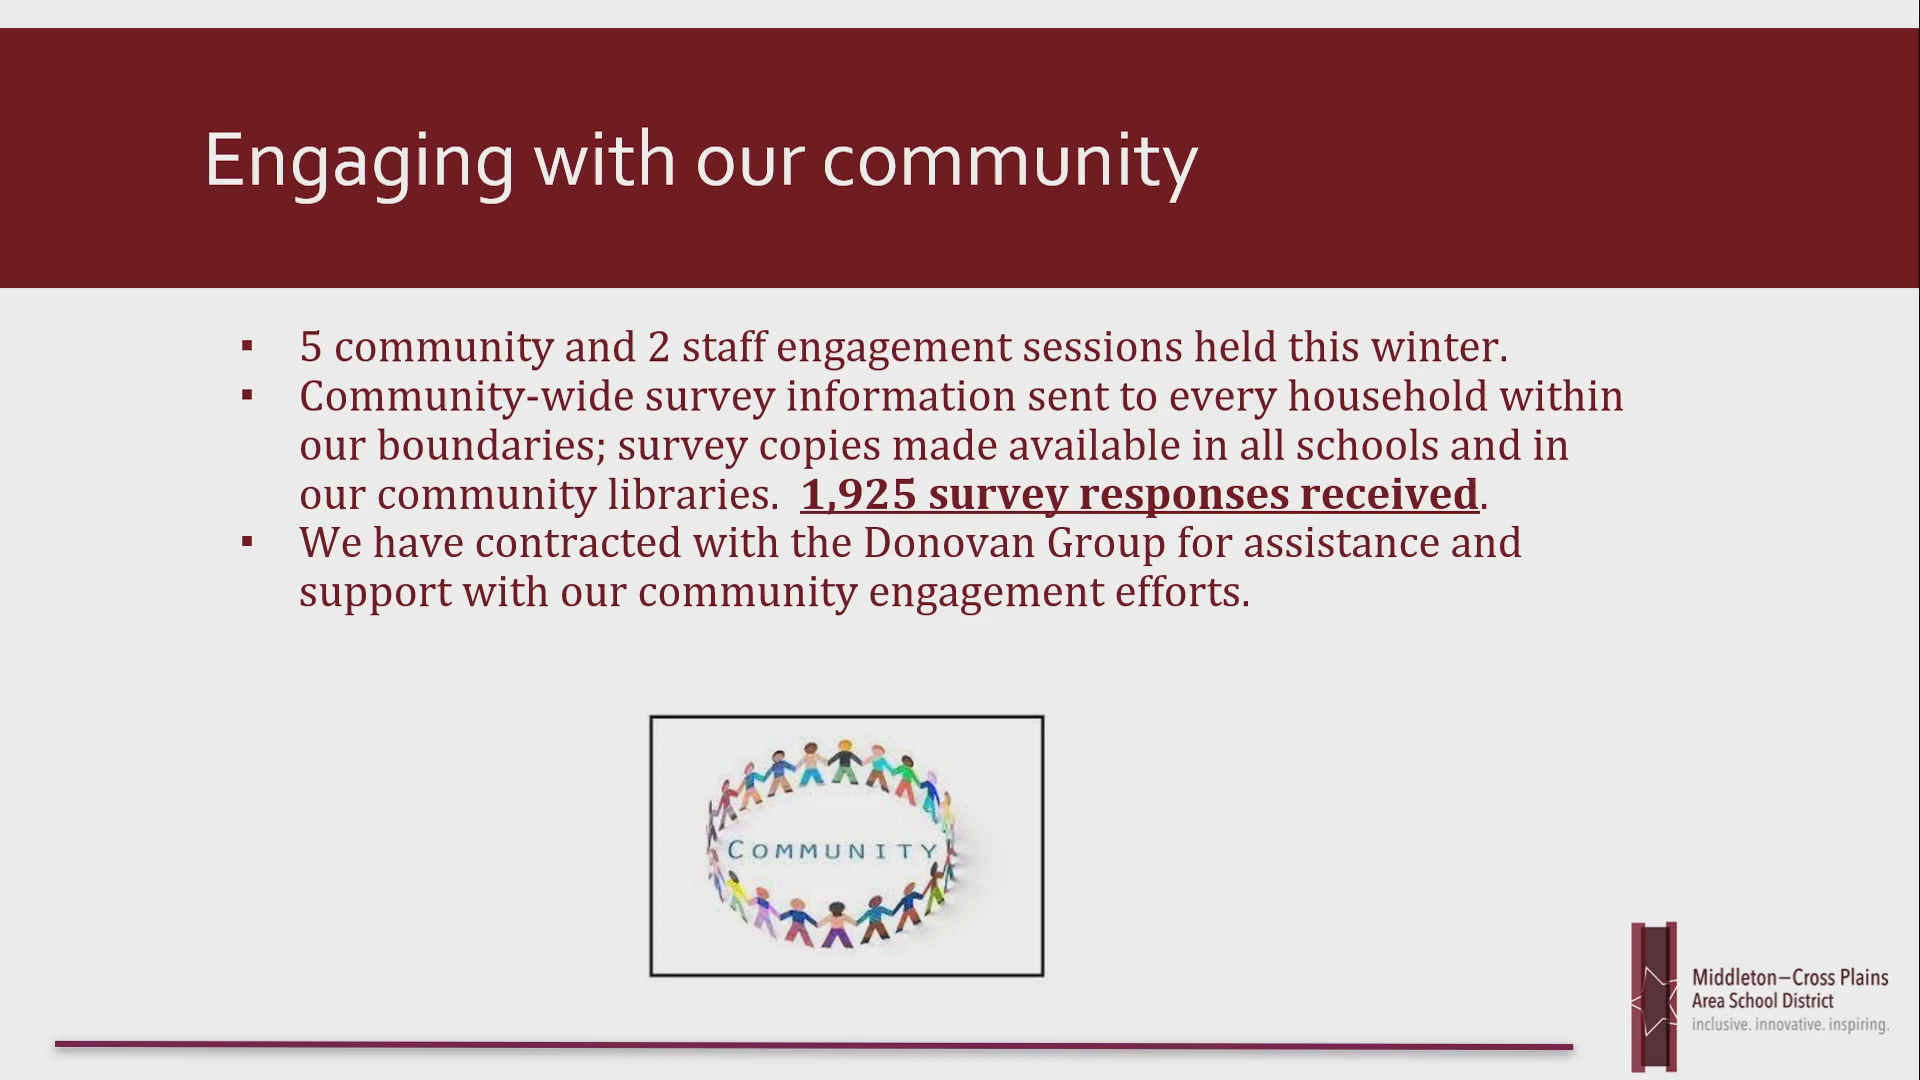 Engaging with our community
▪ 5 community and 2 staff engagement sessions held this winter.
▪ Community-wide survey information sent to every household within
our boundaries; survey copies made available in all schools and in
our community libraries.  1,925 survey responses received.
▪ We have contracted with the Donovan Group for assistance and
support with our community engagement efforts.
COMMUNITY
Middleton–Cross Plains
Area School District
inclusive. innovative. inspiring.